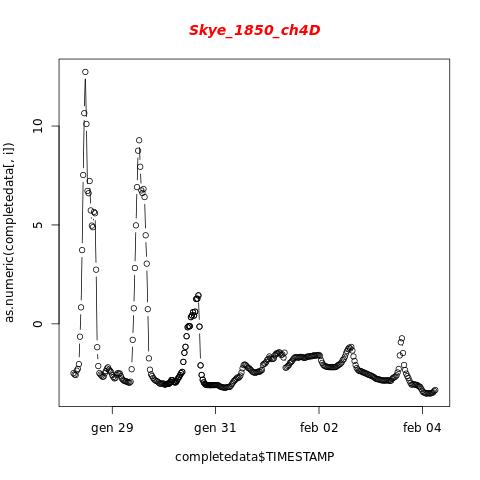 Skye_1850_ch4D
as.numeric(completedata[, i])
10
5
0
gen 29
gen 31
feb 02
feb 04
completedata$TIMESTAMP